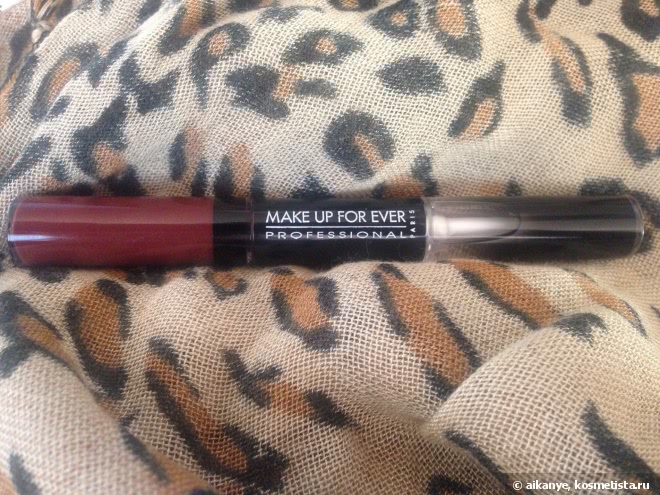 MAKE UP FOR EVER
PROFESSIONAL
PARIS
© aikanye, kosmetista.ru